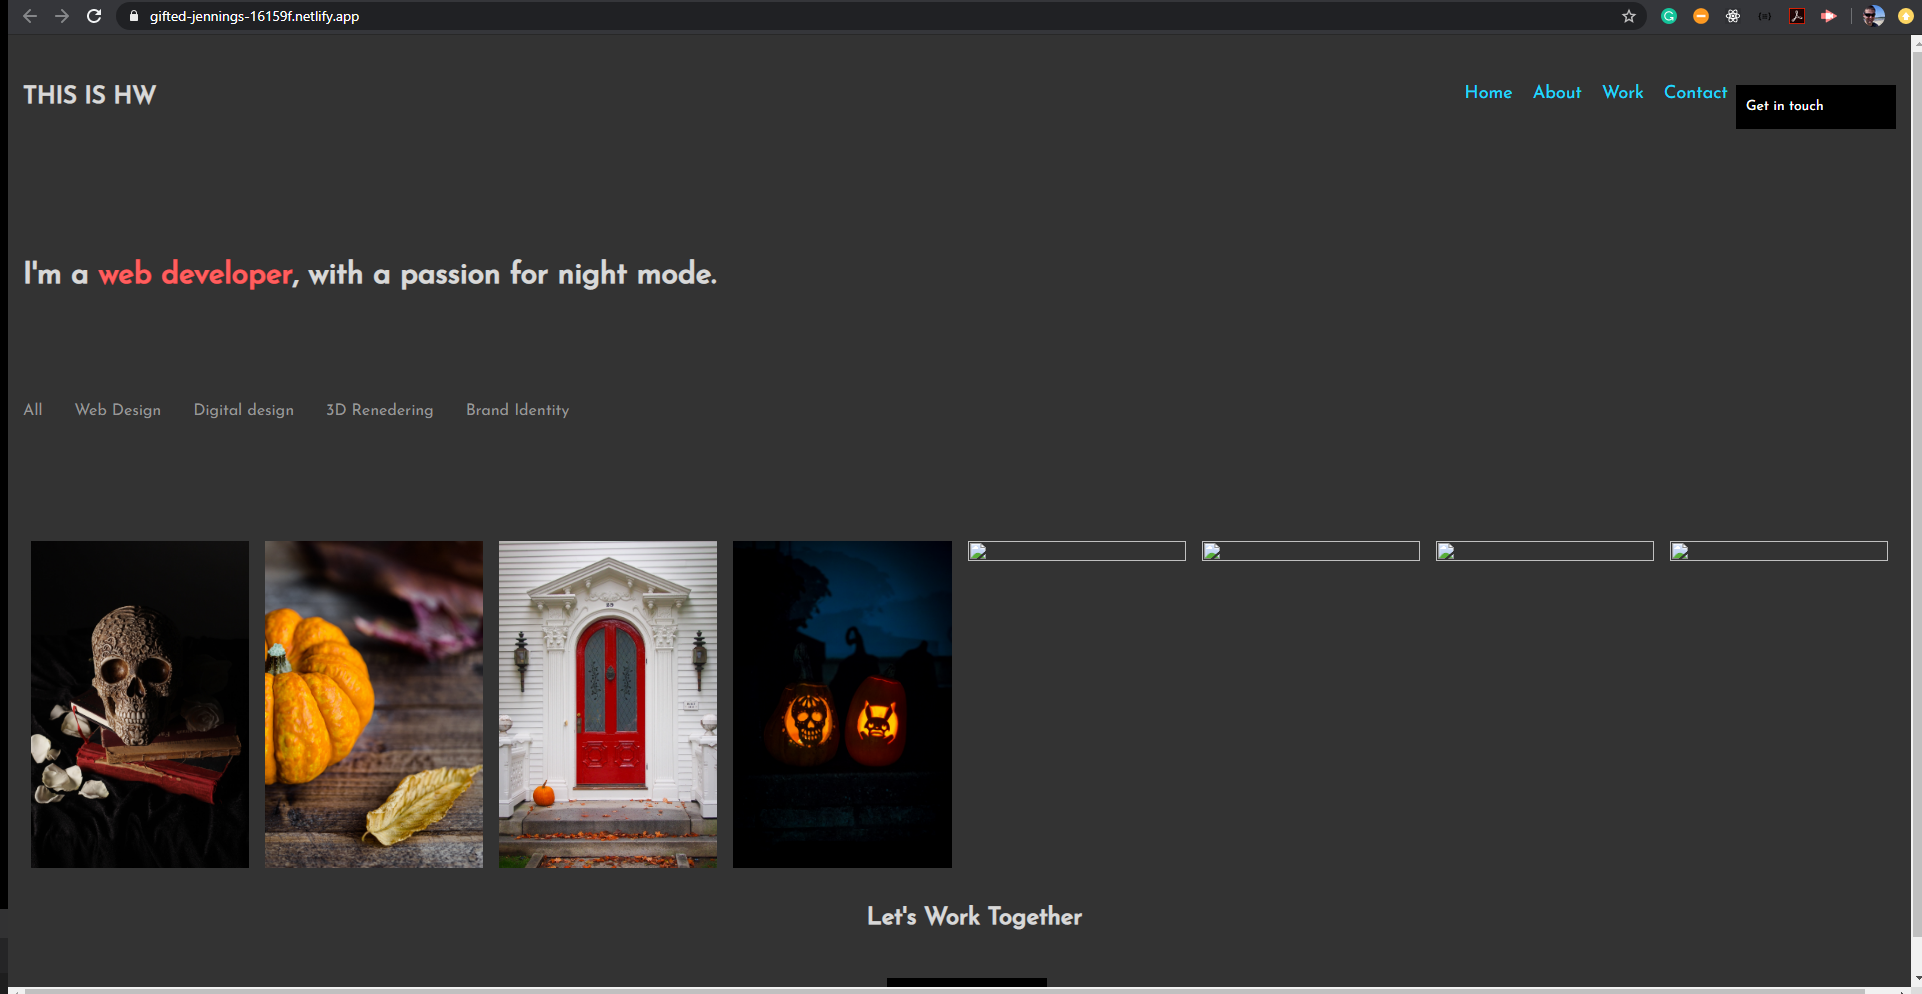 gifted-jennings-16159f.netlify.app
THIS IS HW
Home About Work Contact Get in touch
I'm a web developer, with a passion for night mode.
All Web Design Digital design 3D Renedering Brand Identity
Let's Work Together